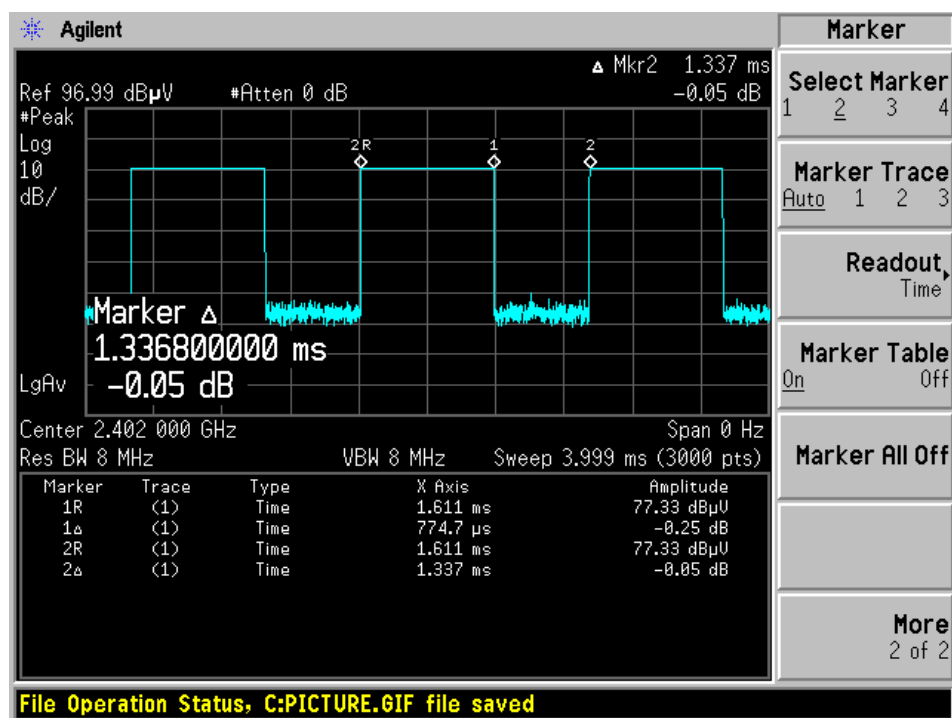 Agilent
Marker
Δ Mkr2 1.337 ms
Ref 96.99 dBµV #Atten 0 dB -0.05 dB
#Peak
Log
10
dB/
2R 1 2
Marker Δ
1.336800000 ms
-0.05 dB
LgAv
Center 2.402 000 GHz Span 0 Hz
Res BW 8 MHz VBW 8 MHz Sweep 3.999 ms (3000 pts)
Marker Trace Type X Axis Amplitude
1R (1) Time 1.611 ms 77.33 dBµV
1Δ (1) Time 774.7 µs -0.25 dB
2R (1) Time 1.611 ms 77.33 dBµV
2Δ (1) Time 1.337 ms -0.05 dB
Select Marker
1 2 3 4
Marker Trace
Auto 1 2 3
Readout
Time
Marker Table
On Off
Marker All Off
More
2 of 2
File Operation Status, C:PICTURE.GIF file saved